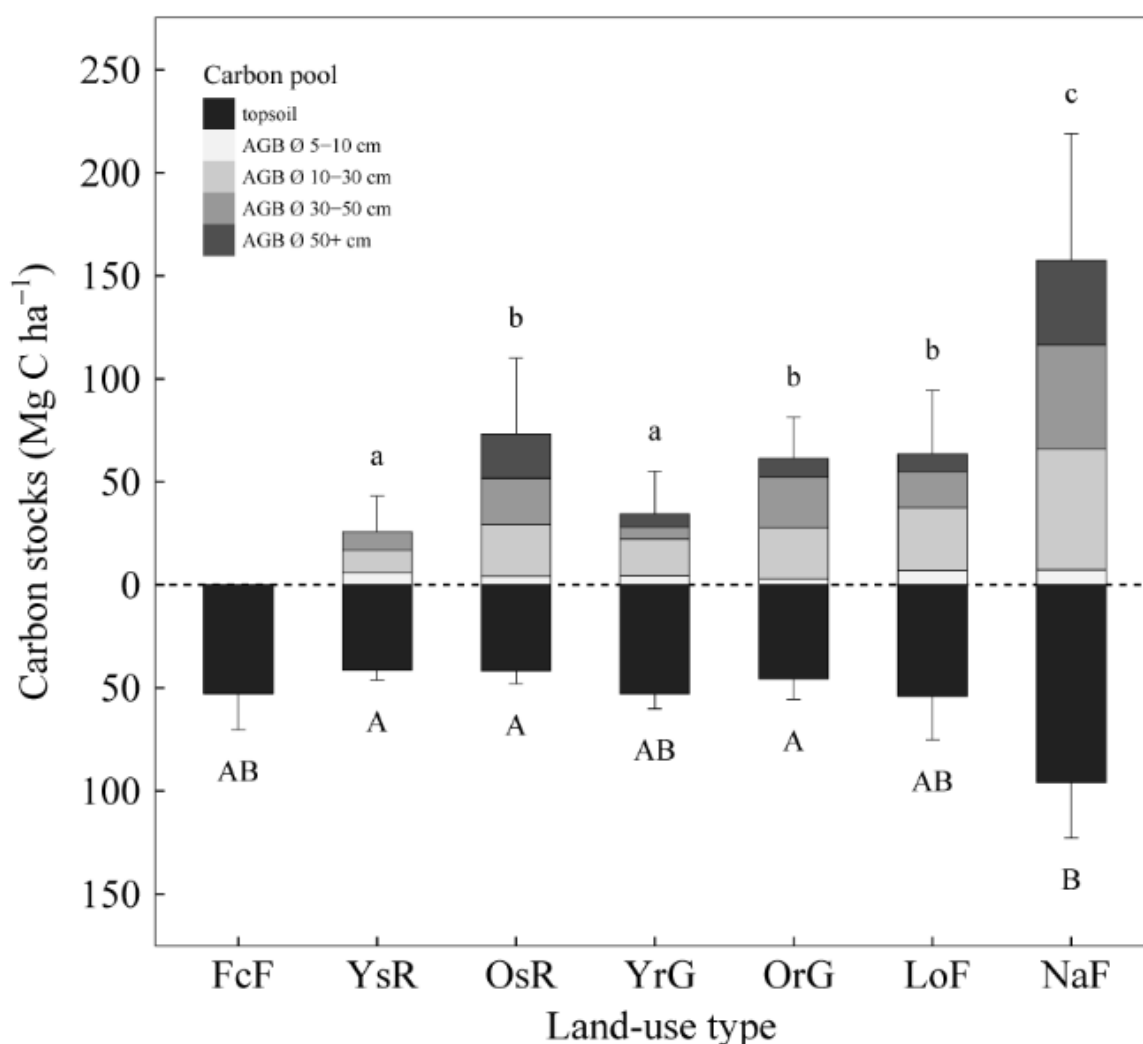 250
200
150
100
50
0
50
100
150
Carbon stocks (Mg C ha⁻¹)
Carbon pool
topsoil
AGB Ø 5−10 cm
AGB Ø 10−30 cm
AGB Ø 30−50 cm
AGB Ø 50+ cm
a
b
a
b
b
c
AB
A
A
AB
A
AB
B
FcF YsR OsR YrG OrG LoF NaF
Land-use type